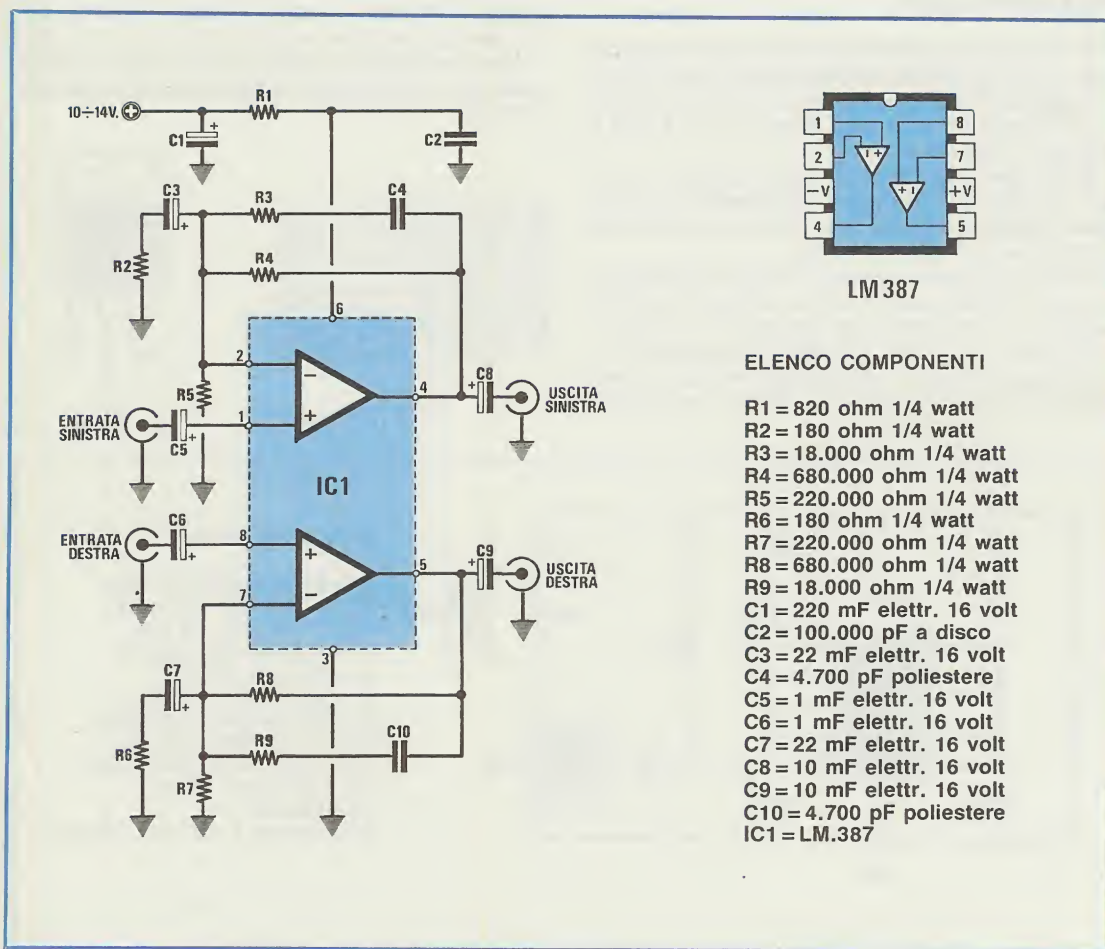 10÷14V.
R1
C1
+
C2
C3
+
R3
C4
R2
R4
6
2
−
R5
4
+
C8
USCITA
SINISTRA
ENTRATA
SINISTRA
C5
+
1
+
IC1
ENTRATA
DESTRA
C6
+
8
+
5
+
C9
USCITA
DESTRA
7
−
3
C7
+
R8
R6
R9
C10
R7
1
8
2
− +
7
−V
+ −
+V
4
5
LM387
ELENCO COMPONENTI
R1 = 820 ohm 1/4 watt
R2 = 180 ohm 1/4 watt
R3 = 18.000 ohm 1/4 watt
R4 = 680.000 ohm 1/4 watt
R5 = 220.000 ohm 1/4 watt
R6 = 180 ohm 1/4 watt
R7 = 220.000 ohm 1/4 watt
R8 = 680.000 ohm 1/4 watt
R9 = 18.000 ohm 1/4 watt
C1 = 220 mF elettr. 16 volt
C2 = 100.000 pF a disco
C3 = 22 mF elettr. 16 volt
C4 = 4.700 pF poliestere
C5 = 1 mF elettr. 16 volt
C6 = 1 mF elettr. 16 volt
C7 = 22 mF elettr. 16 volt
C8 = 10 mF elettr. 16 volt
C9 = 10 mF elettr. 16 volt
C10 = 4.700 pF poliestere
IC1 = LM.387